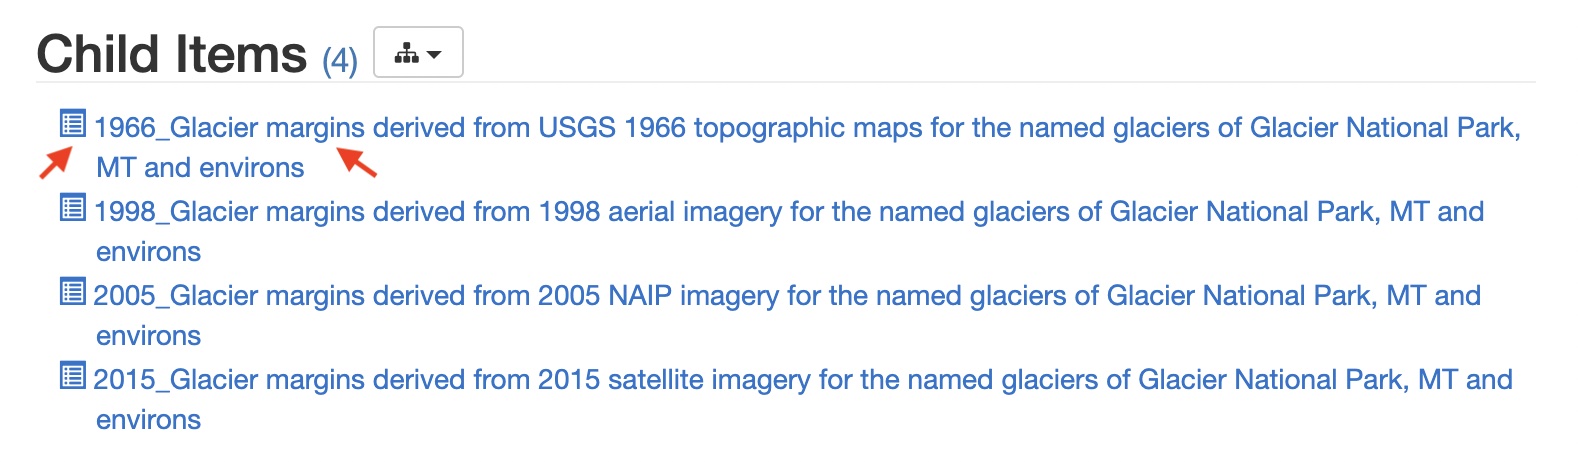 Child Items (4)
1966_Glacier margins derived from USGS 1966 topographic maps for the named glaciers of Glacier National Park,
MT and environs
1998_Glacier margins derived from 1998 aerial imagery for the named glaciers of Glacier National Park, MT and
environs
2005_Glacier margins derived from 2005 NAIP imagery for the named glaciers of Glacier National Park, MT and
environs
2015_Glacier margins derived from 2015 satellite imagery for the named glaciers of Glacier National Park, MT and
environs